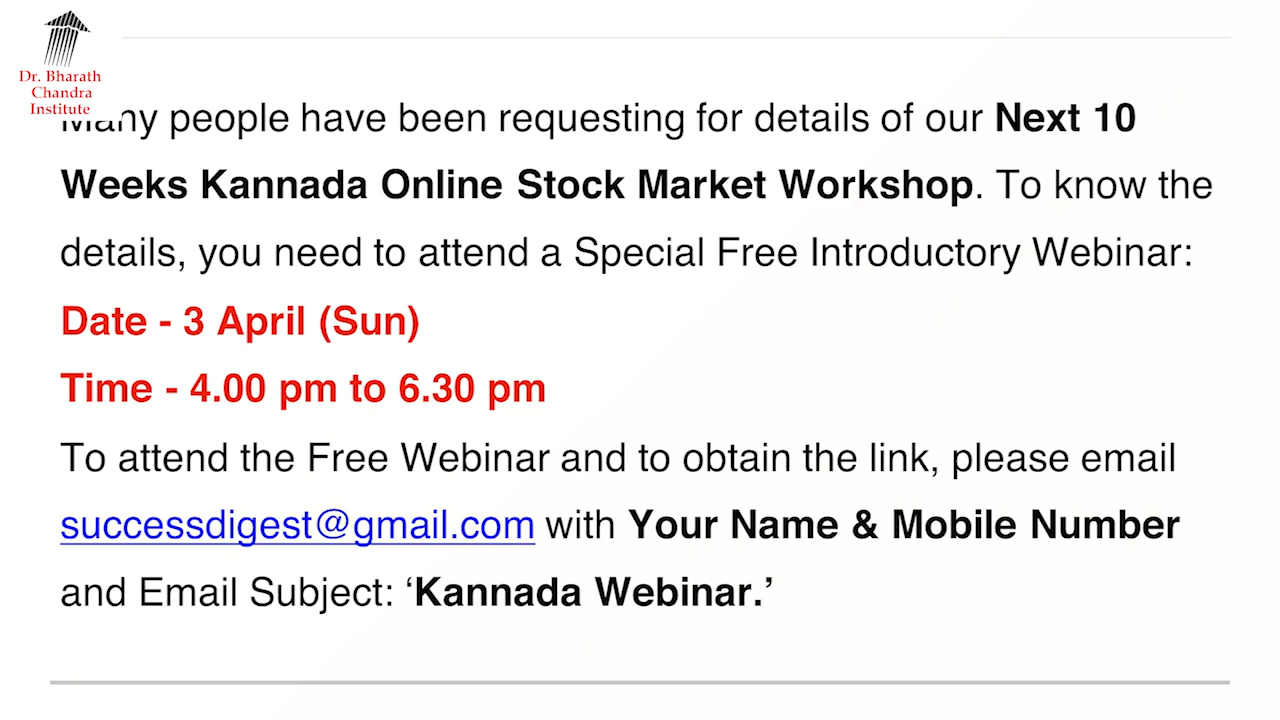 Dr. Bharath
Chandra
Institute
Many people have been requesting for details of our Next 10
Weeks Kannada Online Stock Market Workshop. To know the
details, you need to attend a Special Free Introductory Webinar:
Date - 3 April (Sun)
Time - 4.00 pm to 6.30 pm
To attend the Free Webinar and to obtain the link, please email
successdigest@gmail.com with Your Name & Mobile Number
and Email Subject: ‘Kannada Webinar.’